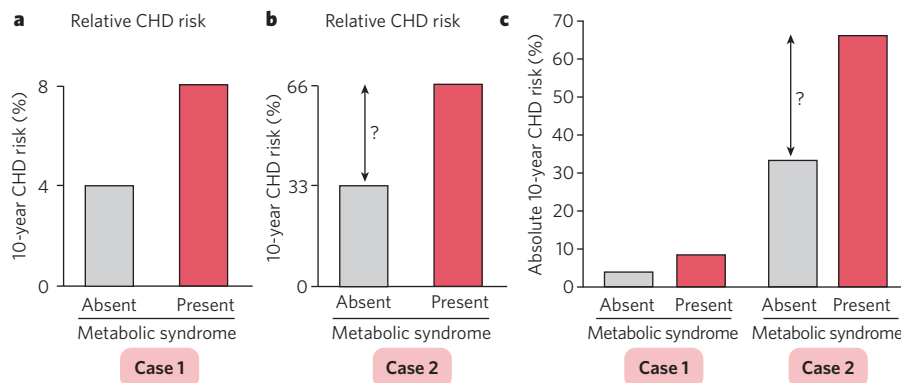 a Relative CHD risk
10-year CHD risk (%)
8
4
0
Absent Present
Metabolic syndrome
Case 1
b Relative CHD risk
10-year CHD risk (%)
66
33
0
?
Absent Present
Metabolic syndrome
Case 2
c
Absolute 10-year CHD risk (%)
70
60
50
40
30
20
10
0
?
Absent Present Absent Present
Metabolic syndrome Metabolic syndrome
Case 1 Case 2